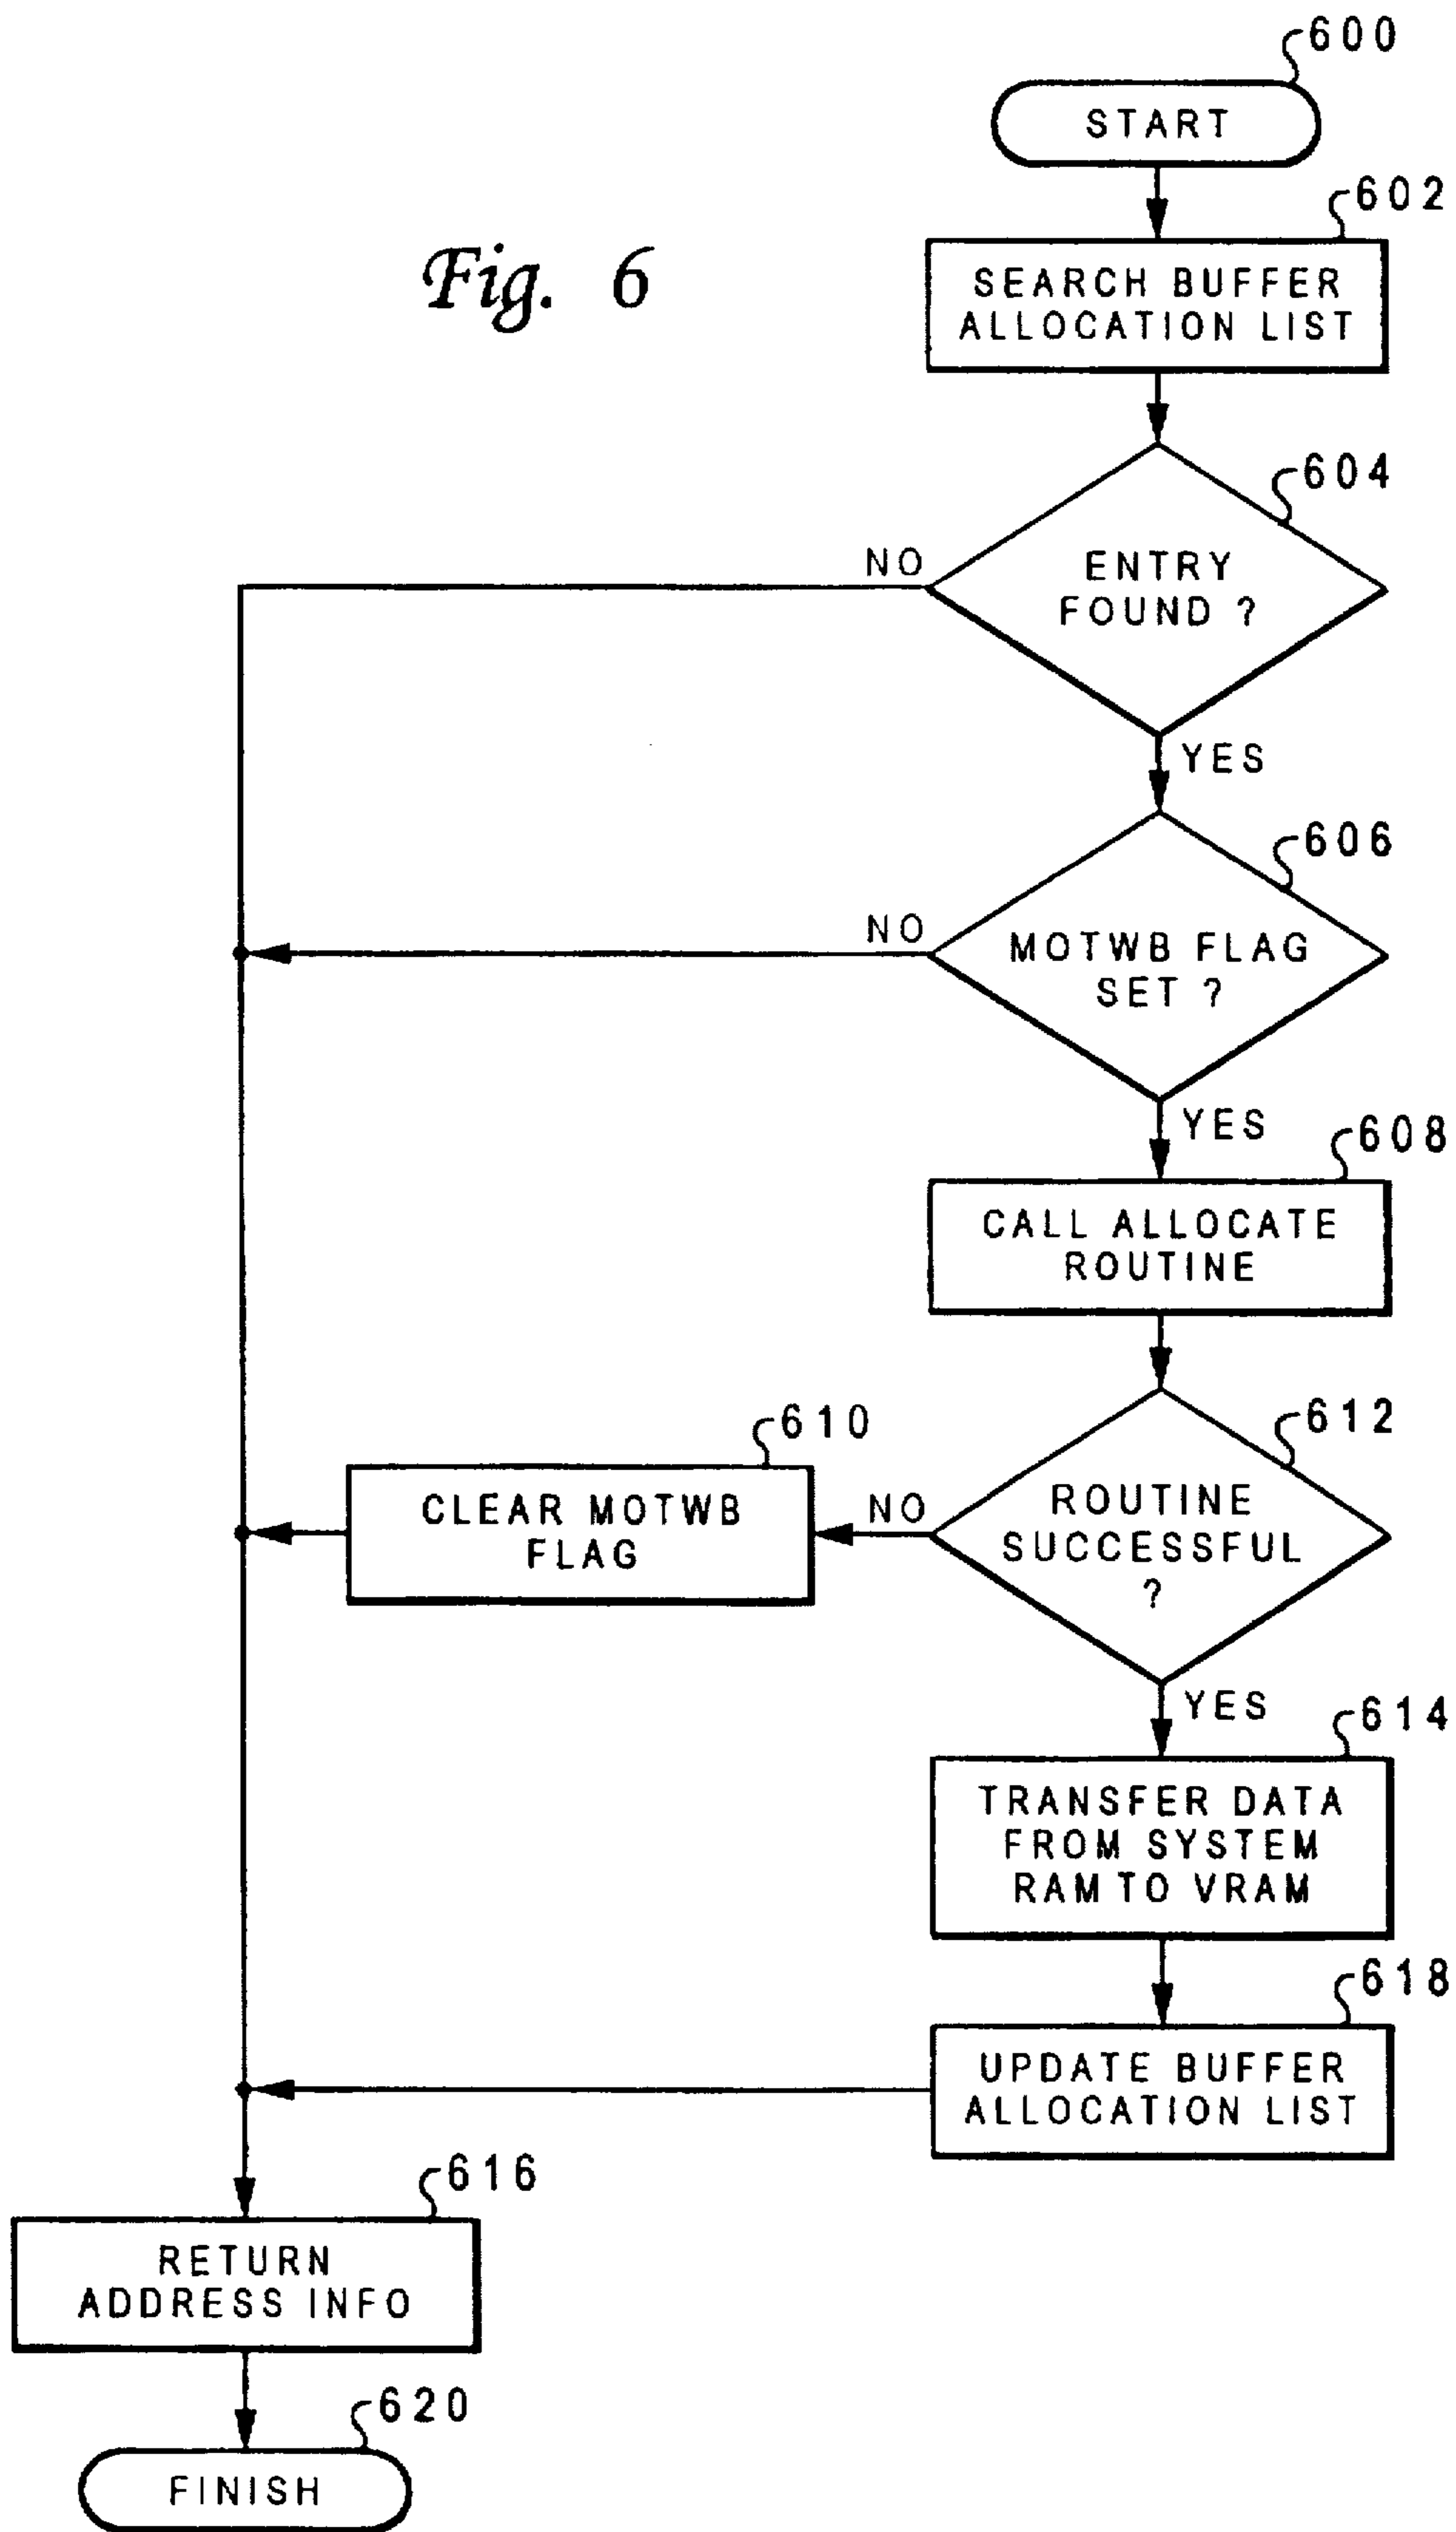 600
START
602
Fig. 6
SEARCH BUFFER
ALLOCATION LIST
604
NO
ENTRY
FOUND ?
YES
606
NO
MOTWB FLAG
SET ?
YES
608
CALL ALLOCATE
ROUTINE
610
612
CLEAR MOTWB
FLAG
NO
ROUTINE
SUCCESSFUL
?
YES
614
TRANSFER DATA
FROM SYSTEM
RAM TO VRAM
618
UPDATE BUFFER
ALLOCATION LIST
616
RETURN
ADDRESS INFO
620
FINISH